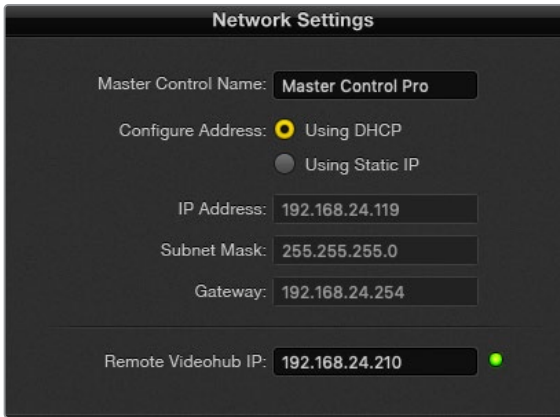 Network Settings
Master Control Name: Master Control Pro
Configure Address: Using DHCP
Using Static IP
IP Address: 192.168.24.119
Subnet Mask: 255.255.255.0
Gateway: 192.168.24.254
Remote Videohub IP: 192.168.24.210